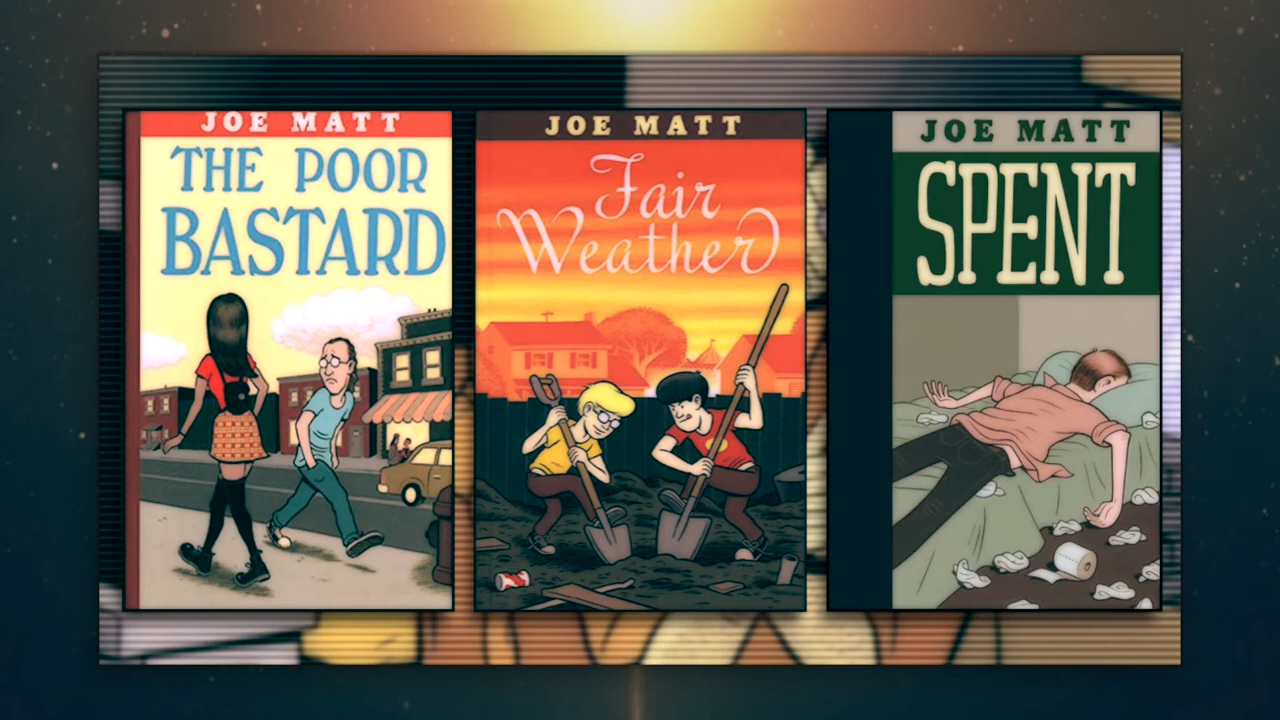 JOE MATT
THE POOR
BASTARD
JOE MATT
Fair
Weather
JOE MATT
SPENT